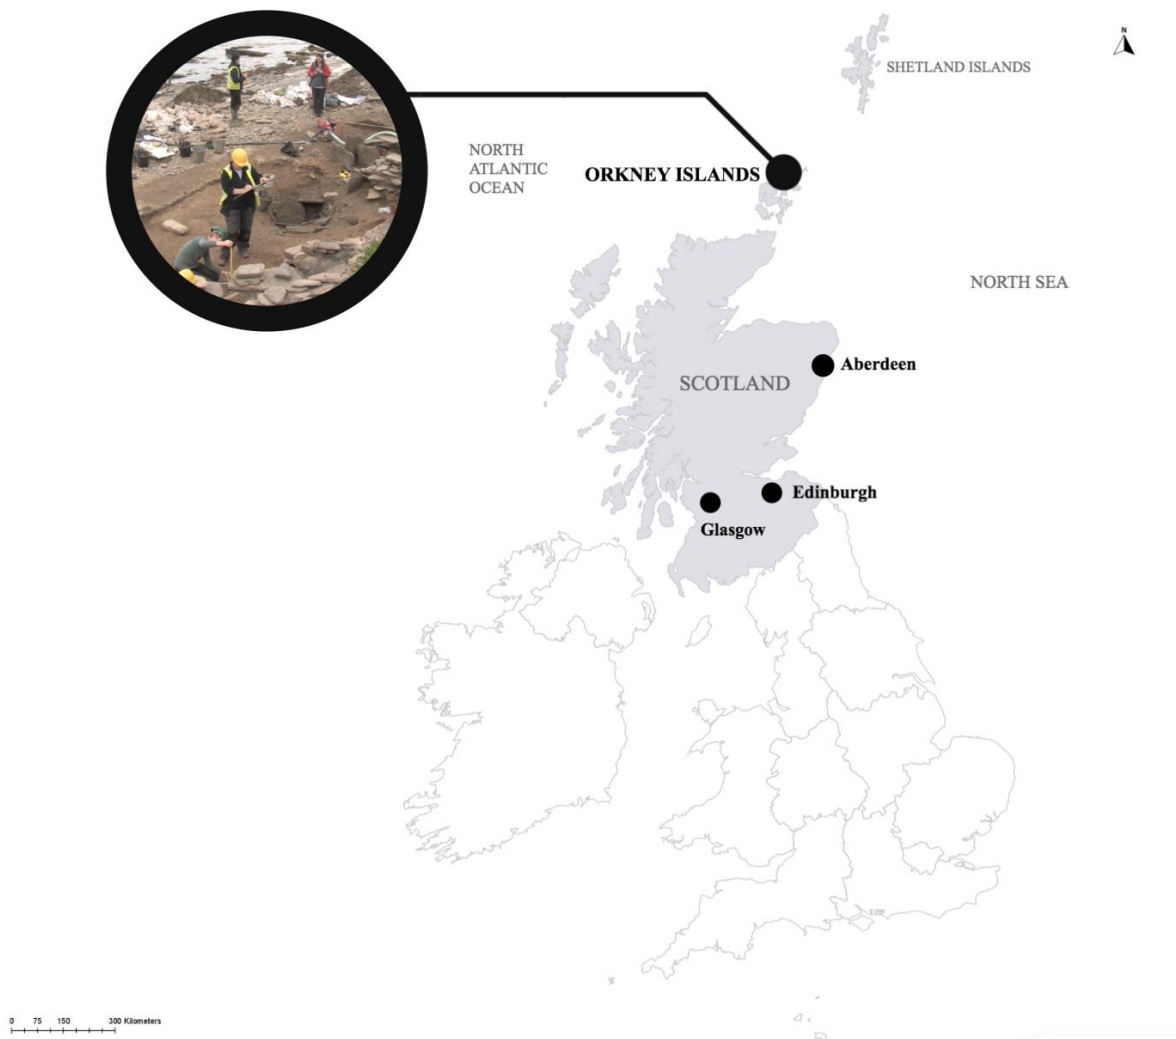 N
SHETLAND ISLANDS
NORTH
ATLANTIC
OCEAN
ORKNEY ISLANDS
NORTH SEA
Aberdeen
SCOTLAND
Edinburgh
Glasgow
0 75 150 300 Kilometers